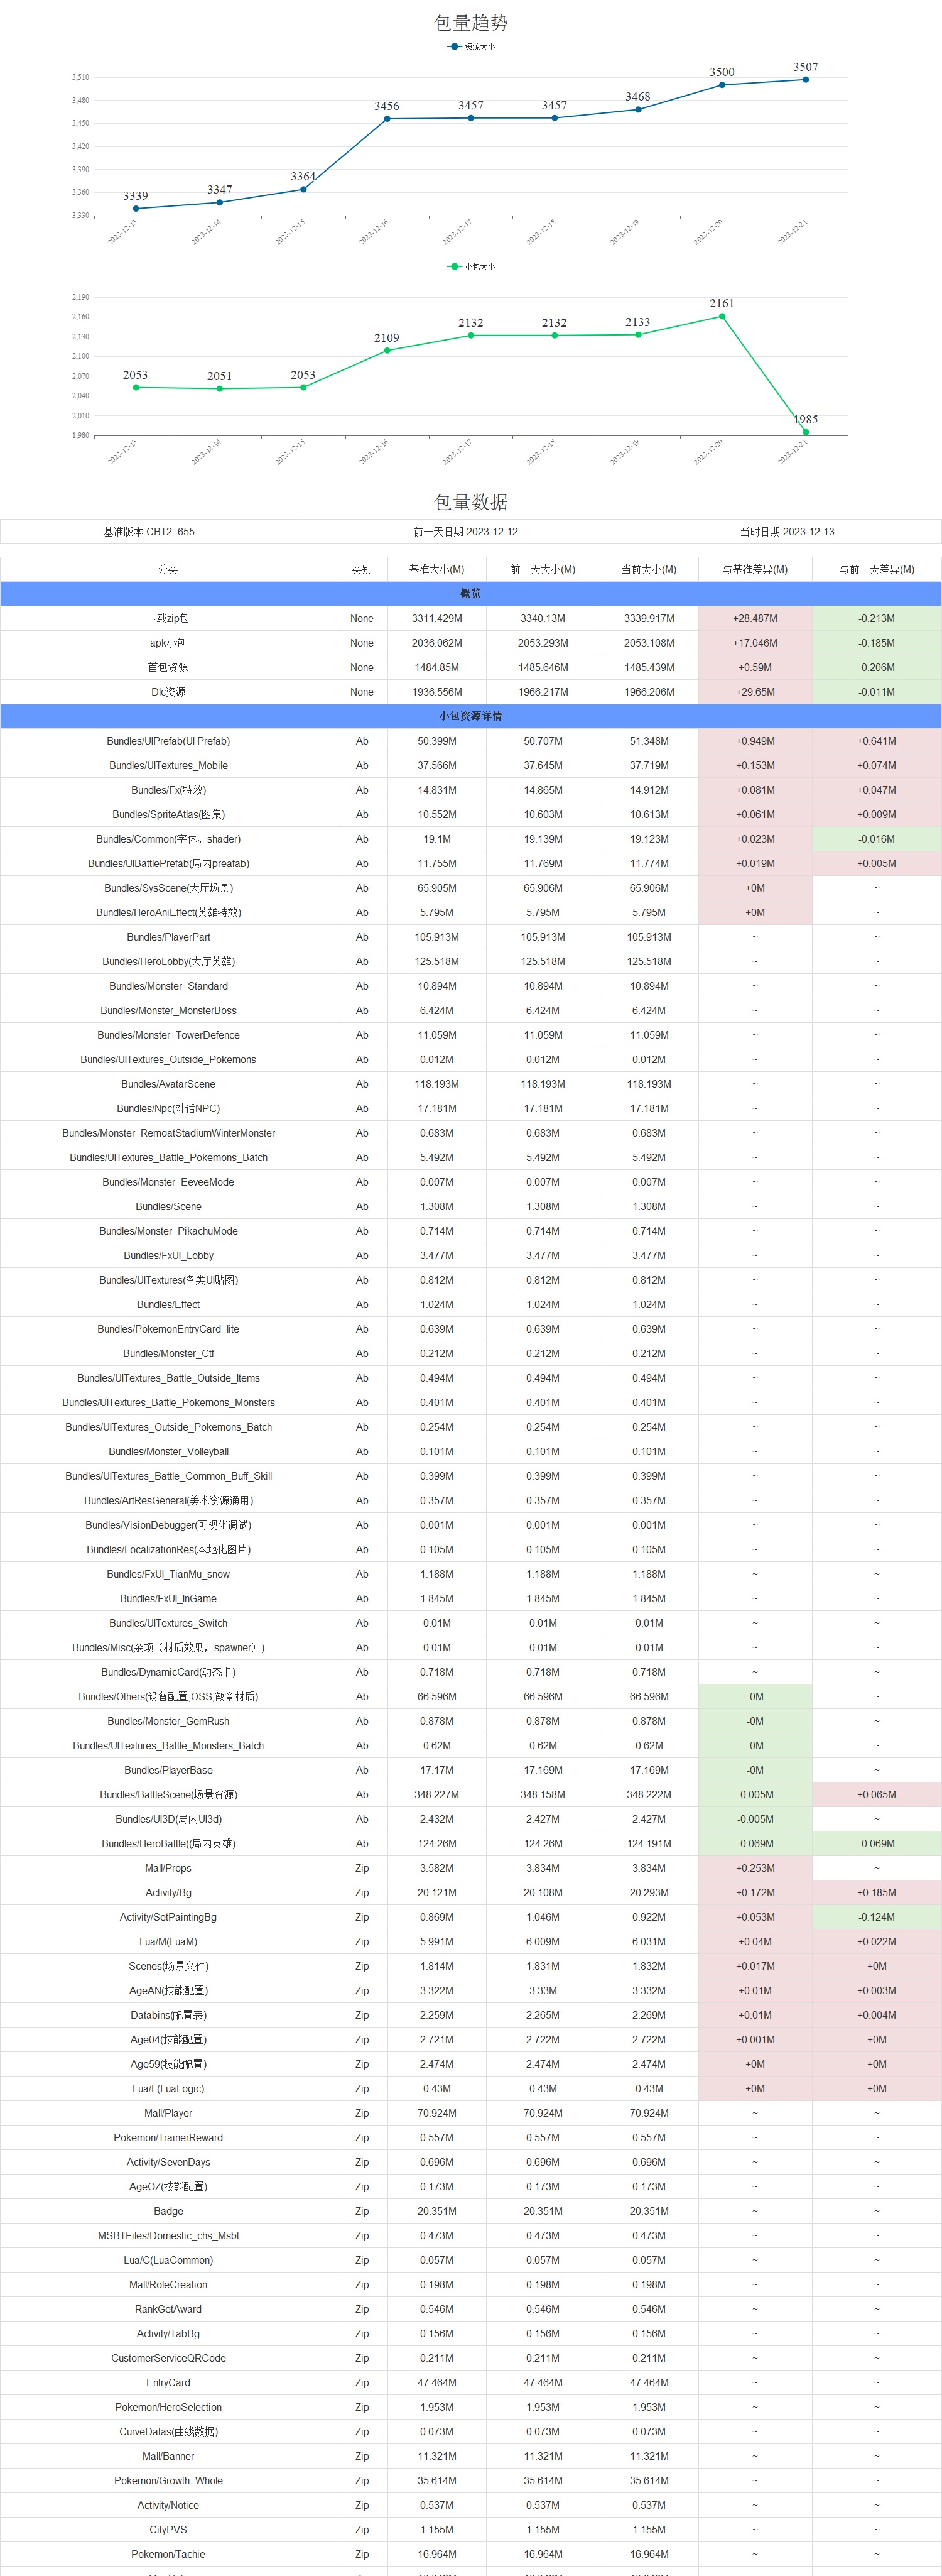 包量趋势
资源大小
3,510
3,480
3,450
3,420
3,390
3,360
3,330
3339
3347
3364
3456
3457
3457
3468
3500
3507
2023-12-13
2023-12-14
2023-12-15
2023-12-16
2023-12-17
2023-12-18
2023-12-19
2023-12-20
2023-12-21
小包大小
2,190
2,160
2,130
2,100
2,070
2,040
2,010
1,980
2053
2051
2053
2109
2132
2132
2133
2161
1985
2023-12-13
2023-12-14
2023-12-15
2023-12-16
2023-12-17
2023-12-18
2023-12-19
2023-12-20
2023-12-21
包量数据
基准版本:CBT2_655 前一天日期:2023-12-12 当时日期:2023-12-13
分类 类别 基准大小(M) 前一天大小(M) 当前大小(M) 与基准差异(M) 与前一天差异(M)
概览
下载zip包 None 3311.429M 3340.13M 3339.917M +28.487M -0.213M
apk小包 None 2036.062M 2053.293M 2053.108M +17.046M -0.185M
首包资源 None 1484.85M 1485.646M 1485.439M +0.59M -0.206M
Dlc资源 None 1936.556M 1966.217M 1966.206M +29.65M -0.011M
小包资源详情
Bundles/UIPrefab(UI Prefab) Ab 50.399M 50.707M 51.348M +0.949M +0.641M
Bundles/UITextures_Mobile Ab 37.566M 37.645M 37.719M +0.153M +0.074M
Bundles/Fx(特效) Ab 14.831M 14.865M 14.912M +0.081M +0.047M
Bundles/SpriteAtlas(图集) Ab 10.552M 10.603M 10.613M +0.061M +0.009M
Bundles/Common(字体、shader) Ab 19.1M 19.139M 19.123M +0.023M -0.016M
Bundles/UIBattlePrefab(局内preafab) Ab 11.755M 11.769M 11.774M +0.019M +0.005M
Bundles/SysScene(大厅场景) Ab 65.905M 65.906M 65.906M +0M ~
Bundles/HeroAniEffect(英雄特效) Ab 5.795M 5.795M 5.795M +0M ~
Bundles/PlayerPart Ab 105.913M 105.913M 105.913M ~ ~
Bundles/HeroLobby(大厅英雄) Ab 125.518M 125.518M 125.518M ~ ~
Bundles/Monster_Standard Ab 10.894M 10.894M 10.894M ~ ~
Bundles/Monster_MonsterBoss Ab 6.424M 6.424M 6.424M ~ ~
Bundles/Monster_TowerDefence Ab 11.059M 11.059M 11.059M ~ ~
Bundles/UITextures_Outside_Pokemons Ab 0.012M 0.012M 0.012M ~ ~
Bundles/AvatarScene Ab 118.193M 118.193M 118.193M ~ ~
Bundles/Npc(对话NPC) Ab 17.181M 17.181M 17.181M ~ ~
Bundles/Monster_RemoatStadiumWinterMonster Ab 0.683M 0.683M 0.683M ~ ~
Bundles/UITextures_Battle_Pokemons_Batch Ab 5.492M 5.492M 5.492M ~ ~
Bundles/Monster_EeveeMode Ab 0.007M 0.007M 0.007M ~ ~
Bundles/Scene Ab 1.308M 1.308M 1.308M ~ ~
Bundles/Monster_PikachuMode Ab 0.714M 0.714M 0.714M ~ ~
Bundles/FxUI_Lobby Ab 3.477M 3.477M 3.477M ~ ~
Bundles/UITextures(各类UI贴图) Ab 0.812M 0.812M 0.812M ~ ~
Bundles/Effect Ab 1.024M 1.024M 1.024M ~ ~
Bundles/PokemonEntryCard_lite Ab 0.639M 0.639M 0.639M ~ ~
Bundles/Monster_Ctf Ab 0.212M 0.212M 0.212M ~ ~
Bundles/UITextures_Battle_Outside_Items Ab 0.494M 0.494M 0.494M ~ ~
Bundles/UITextures_Battle_Pokemons_Monsters Ab 0.401M 0.401M 0.401M ~ ~
Bundles/UITextures_Outside_Pokemons_Batch Ab 0.254M 0.254M 0.254M ~ ~
Bundles/Monster_Volleyball Ab 0.101M 0.101M 0.101M ~ ~
Bundles/UITextures_Battle_Common_Buff_Skill Ab 0.399M 0.399M 0.399M ~ ~
Bundles/ArtResGeneral(美术资源通用) Ab 0.357M 0.357M 0.357M ~ ~
Bundles/VisionDebugger(可视化调试) Ab 0.001M 0.001M 0.001M ~ ~
Bundles/LocalizationRes(本地化图片) Ab 0.105M 0.105M 0.105M ~ ~
Bundles/FxUI_TianMu_snow Ab 1.188M 1.188M 1.188M ~ ~
Bundles/FxUI_InGame Ab 1.845M 1.845M 1.845M ~ ~
Bundles/UITextures_Switch Ab 0.01M 0.01M 0.01M ~ ~
Bundles/Misc(杂项（材质效果，spawner）) Ab 0.01M 0.01M 0.01M ~ ~
Bundles/DynamicCard(动态卡) Ab 0.718M 0.718M 0.718M ~ ~
Bundles/Others(设备配置,OSS,徽章材质) Ab 66.596M 66.596M 66.596M -0M ~
Bundles/Monster_GemRush Ab 0.878M 0.878M 0.878M -0M ~
Bundles/UITextures_Battle_Monsters_Batch Ab 0.62M 0.62M 0.62M -0M ~
Bundles/PlayerBase Ab 17.17M 17.169M 17.169M -0M ~
Bundles/BattleScene(场景资源) Ab 348.227M 348.158M 348.222M -0.005M +0.065M
Bundles/UI3D(局内UI3d) Ab 2.432M 2.427M 2.427M -0.005M ~
Bundles/HeroBattle((局内英雄) Ab 124.26M 124.26M 124.191M -0.069M -0.069M
Mall/Props Zip 3.582M 3.834M 3.834M +0.253M ~
Activity/Bg Zip 20.121M 20.108M 20.293M +0.172M +0.185M
Activity/SetPaintingBg Zip 0.869M 1.046M 0.922M +0.053M -0.124M
Lua/M(LuaM) Zip 5.991M 6.009M 6.031M +0.04M +0.022M
Scenes(场景文件) Zip 1.814M 1.831M 1.832M +0.017M +0M
AgeAN(技能配置) Zip 3.322M 3.33M 3.332M +0.01M +0.003M
Databins(配置表) Zip 2.259M 2.265M 2.269M +0.01M +0.004M
Age04(技能配置) Zip 2.721M 2.722M 2.722M +0.001M +0M
Age59(技能配置) Zip 2.474M 2.474M 2.474M +0M +0M
Lua/L(LuaLogic) Zip 0.43M 0.43M 0.43M +0M +0M
Mall/Player Zip 70.924M 70.924M 70.924M ~ ~
Pokemon/TrainerReward Zip 0.557M 0.557M 0.557M ~ ~
Activity/SevenDays Zip 0.696M 0.696M 0.696M ~ ~
AgeOZ(技能配置) Zip 0.173M 0.173M 0.173M ~ ~
Badge Zip 20.351M 20.351M 20.351M ~ ~
MSBTFiles/Domestic_chs_Msbt Zip 0.473M 0.473M 0.473M ~ ~
Lua/C(LuaCommon) Zip 0.057M 0.057M 0.057M ~ ~
Mall/RoleCreation Zip 0.198M 0.198M 0.198M ~ ~
RankGetAward Zip 0.546M 0.546M 0.546M ~ ~
Activity/TabBg Zip 0.156M 0.156M 0.156M ~ ~
CustomerServiceQRCode Zip 0.211M 0.211M 0.211M ~ ~
EntryCard Zip 47.464M 47.464M 47.464M ~ ~
Pokemon/HeroSelection Zip 1.953M 1.953M 1.953M ~ ~
CurveDatas(曲线数据) Zip 0.073M 0.073M 0.073M ~ ~
Mall/Banner Zip 11.321M 11.321M 11.321M ~ ~
Pokemon/Growth_Whole Zip 35.614M 35.614M 35.614M ~ ~
Activity/Notice Zip 0.537M 0.537M 0.537M ~ ~
CityPVS Zip 1.155M 1.155M 1.155M ~ ~
Pokemon/Tachie Zip 16.964M 16.964M 16.964M ~ ~